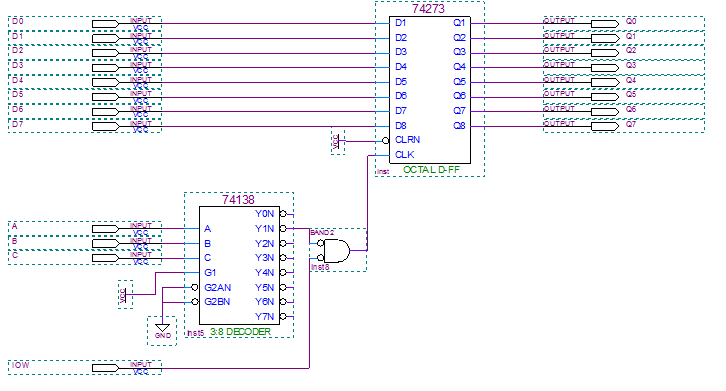 74273
D0 INPUT VCC D1 Q1 OUTPUT Q0
D1 INPUT VCC D2 Q2 OUTPUT Q1
D2 INPUT VCC D3 Q3 OUTPUT Q2
D3 INPUT VCC D4 Q4 OUTPUT Q3
D4 INPUT VCC D5 Q5 OUTPUT Q4
D5 INPUT VCC D6 Q6 OUTPUT Q5
D6 INPUT VCC D7 Q7 OUTPUT Q6
D7 INPUT VCC D8 Q8 OUTPUT Q7
VCC CLRN
CLK
inst OCTAL D-FF
74138
Y0N
A INPUT VCC A Y1N BAND2
B INPUT VCC B Y2N
C INPUT VCC C Y3N
inst8
G1 Y4N
VCC G2AN Y5N
G2BN Y6N
Y7N
GND inst5 3:8 DECODER
IOW INPUT VCC